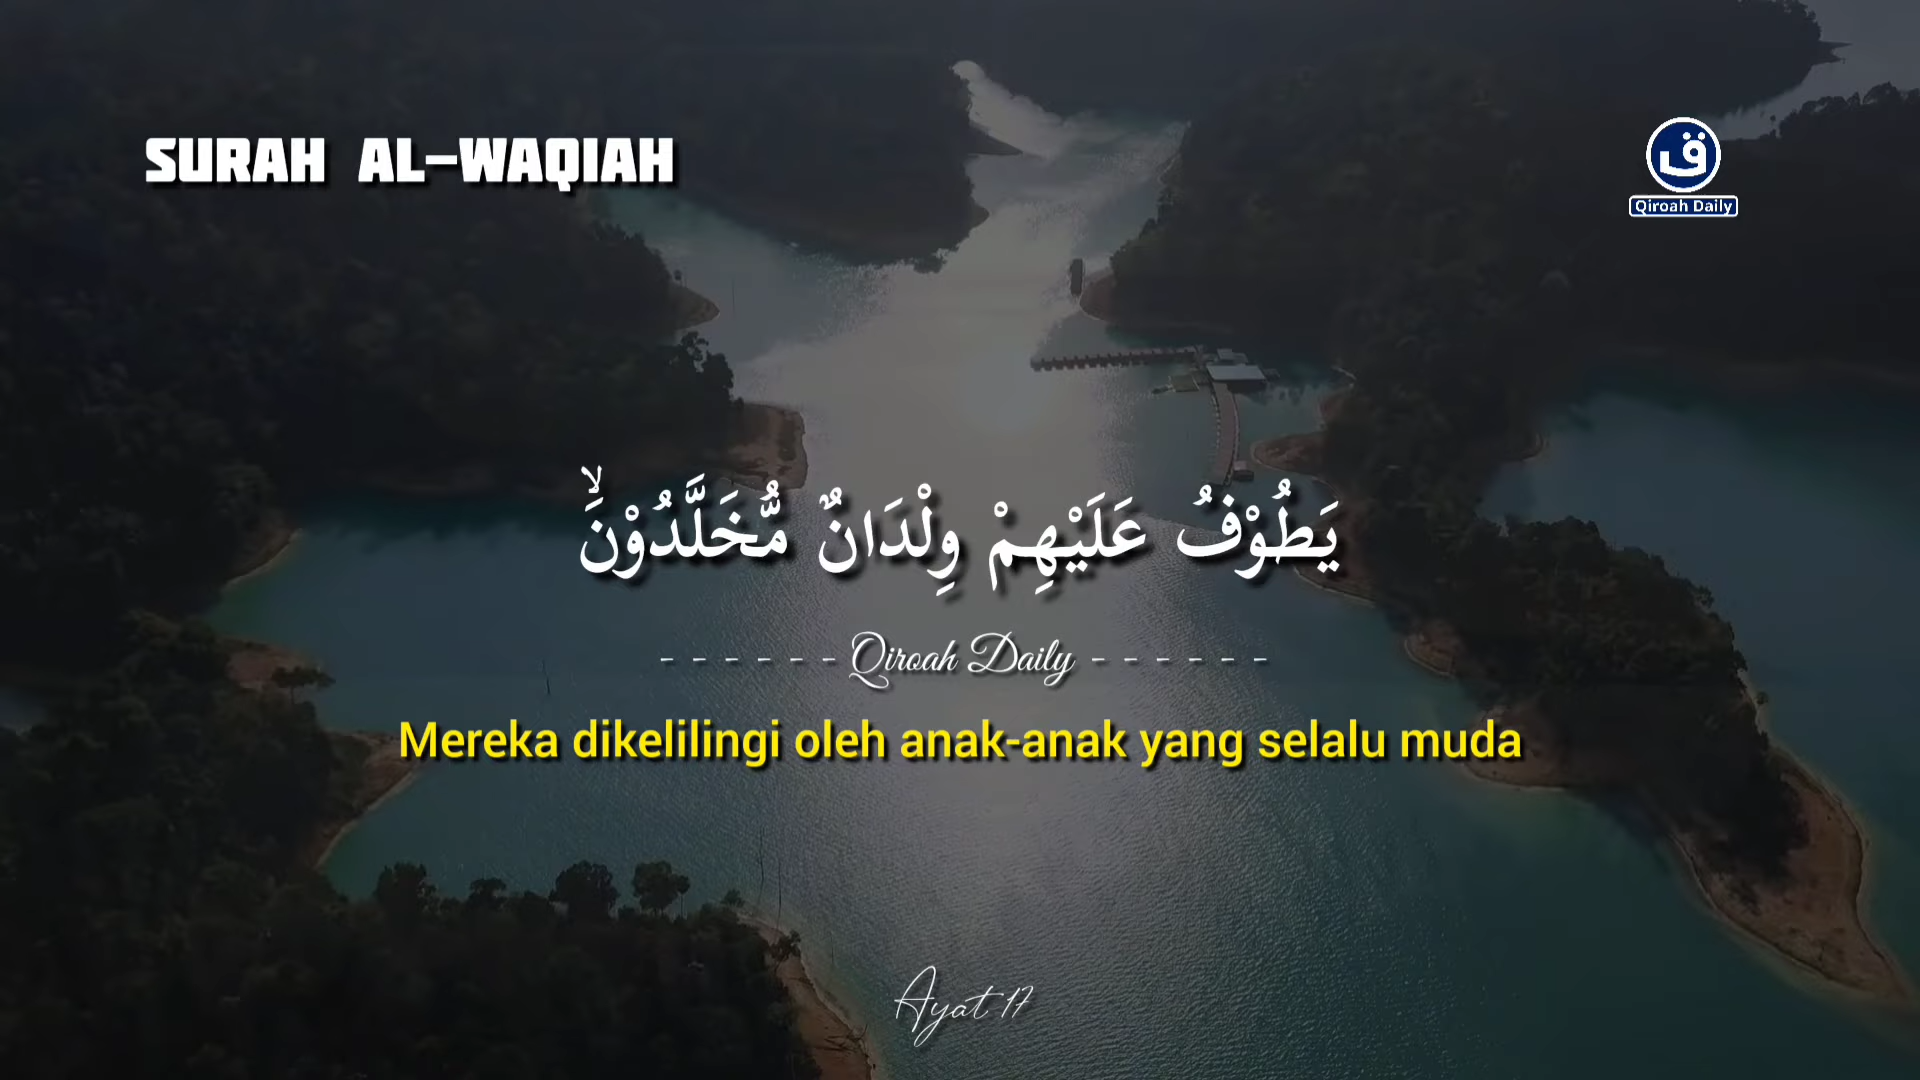 SURAH AL-WAQIAH
ق
Qiroah Daily
يَطُوْفُ عَلَيْهِمْ وِلْدَانٌ مُّخَلَّدُوْنَۙ
------ Qiroah Daily ------
Mereka dikelilingi oleh anak-anak yang selalu muda
Ayat 17